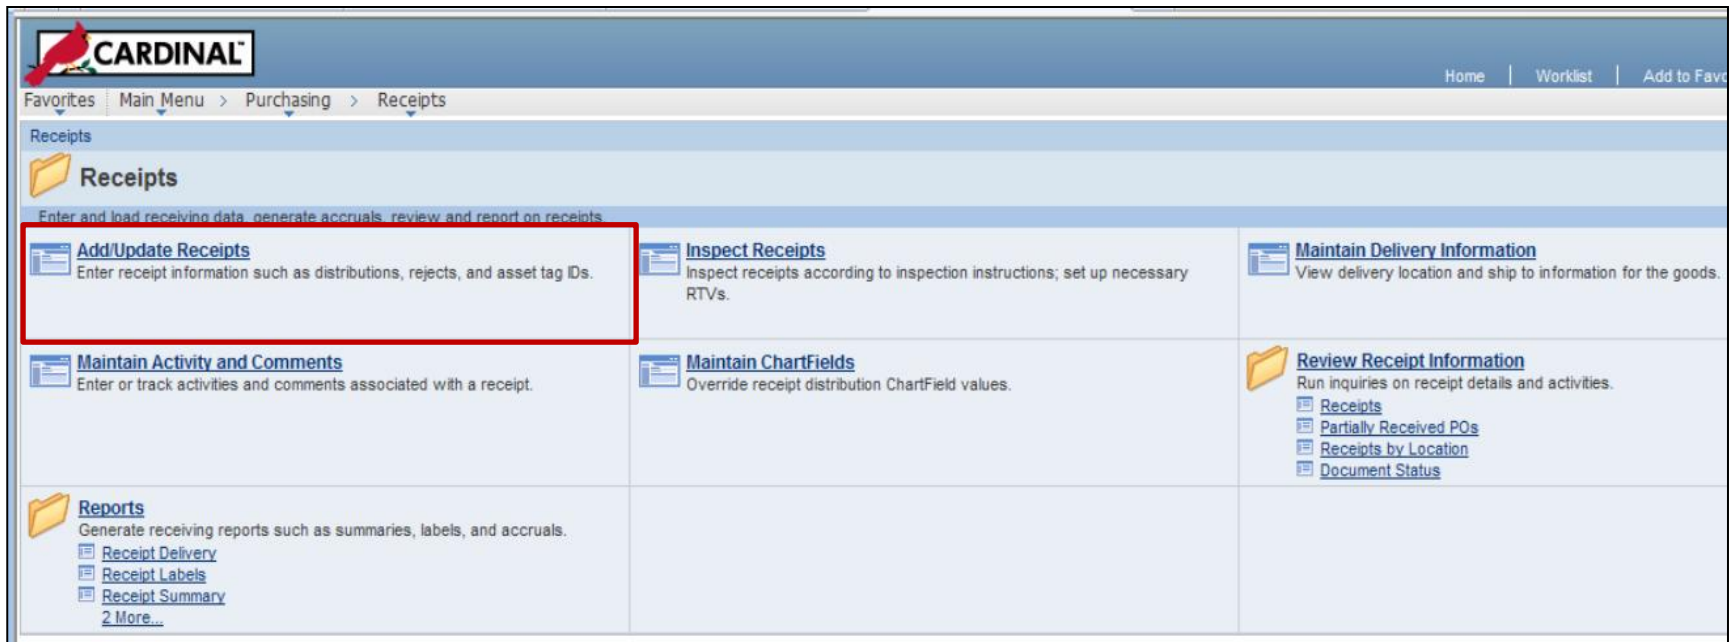 CARDINAL™
Home | Worklist | Add to Favo
Favorites Main Menu > Purchasing > Receipts
Receipts
Receipts
Enter and load receiving data, generate accruals, review and report on receipts.
Add/Update Receipts
Enter receipt information such as distributions, rejects, and asset tag IDs.
Inspect Receipts
Inspect receipts according to inspection instructions; set up necessary
RTVs.
Maintain Delivery Information
View delivery location and ship to information for the goods.
Maintain Activity and Comments
Enter or track activities and comments associated with a receipt.
Maintain ChartFields
Override receipt distribution ChartField values.
Review Receipt Information
Run inquiries on receipt details and activities.
Receipts
Partially Received POs
Receipts by Location
Document Status
Reports
Generate receiving reports such as summaries, labels, and accruals.
Receipt Delivery
Receipt Labels
Receipt Summary
2 More...